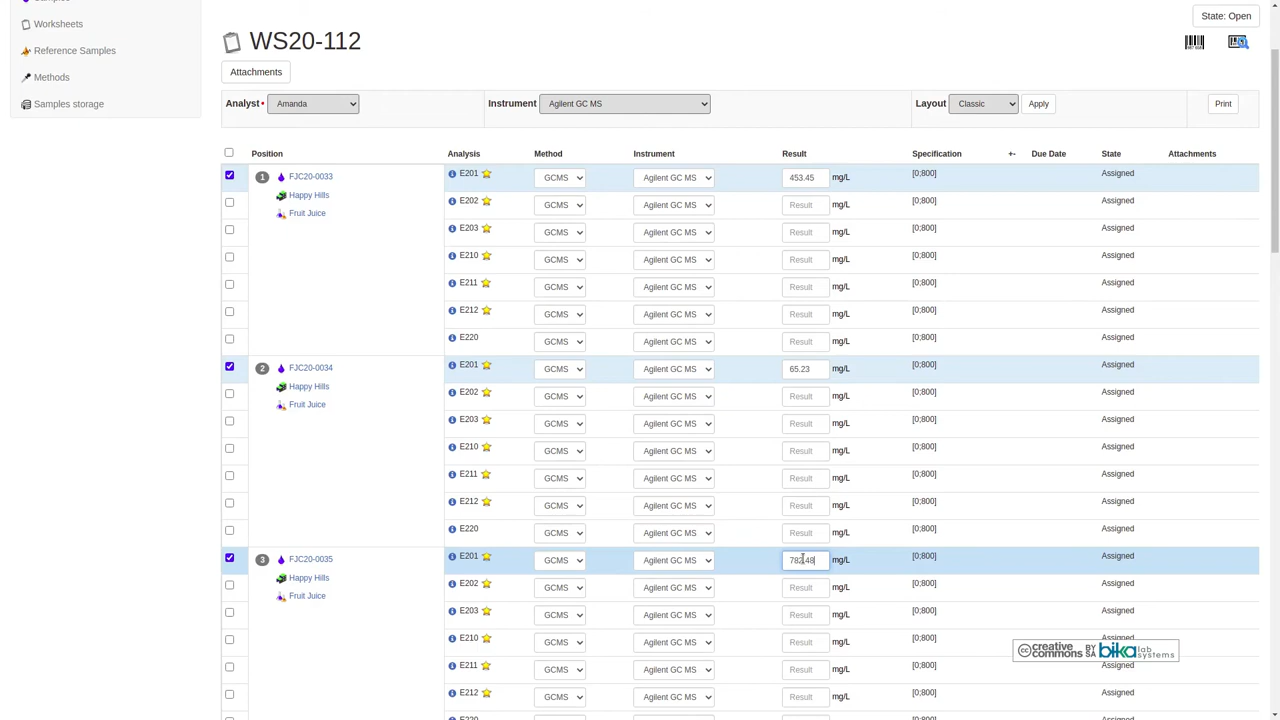 Samples
Worksheets
Reference Samples
Methods
Samples storage
State: Open
WS20-112
Attachments
Analyst • Amanda Instrument Agilent GC MS Layout Classic Apply Print
Position Analysis Method Instrument Result Specification +- Due Date State Attachments
1 FJC20-0033 E201 GCMS Agilent GC MS 453.45 mg/L [0;800] Assigned
Happy Hills E202 GCMS Agilent GC MS Result mg/L [0;800] Assigned
Fruit Juice E203 GCMS Agilent GC MS Result mg/L [0;800] Assigned
E210 GCMS Agilent GC MS Result mg/L [0;800] Assigned
E211 GCMS Agilent GC MS Result mg/L [0;800] Assigned
E212 GCMS Agilent GC MS Result mg/L [0;800] Assigned
E220 GCMS Agilent GC MS Result mg/L [0;800] Assigned
2 FJC20-0034 E201 GCMS Agilent GC MS 65.23 mg/L [0;800] Assigned
Happy Hills E202 GCMS Agilent GC MS Result mg/L [0;800] Assigned
Fruit Juice E203 GCMS Agilent GC MS Result mg/L [0;800] Assigned
E210 GCMS Agilent GC MS Result mg/L [0;800] Assigned
E211 GCMS Agilent GC MS Result mg/L [0;800] Assigned
E212 GCMS Agilent GC MS Result mg/L [0;800] Assigned
E220 GCMS Agilent GC MS Result mg/L [0;800] Assigned
3 FJC20-0035 E201 GCMS Agilent GC MS 782.48 mg/L [0;800] Assigned
Happy Hills E202 GCMS Agilent GC MS Result mg/L [0;800] Assigned
Fruit Juice E203 GCMS Agilent GC MS Result mg/L [0;800] Assigned
E210 GCMS Agilent GC MS Result mg/L [0;800] Assigned
E211 GCMS Agilent GC MS Result mg/L [0;800] Assigned
E212 GCMS Agilent GC MS Result mg/L [0;800] Assigned
E220
cc creative commons BY SA bika lab systems